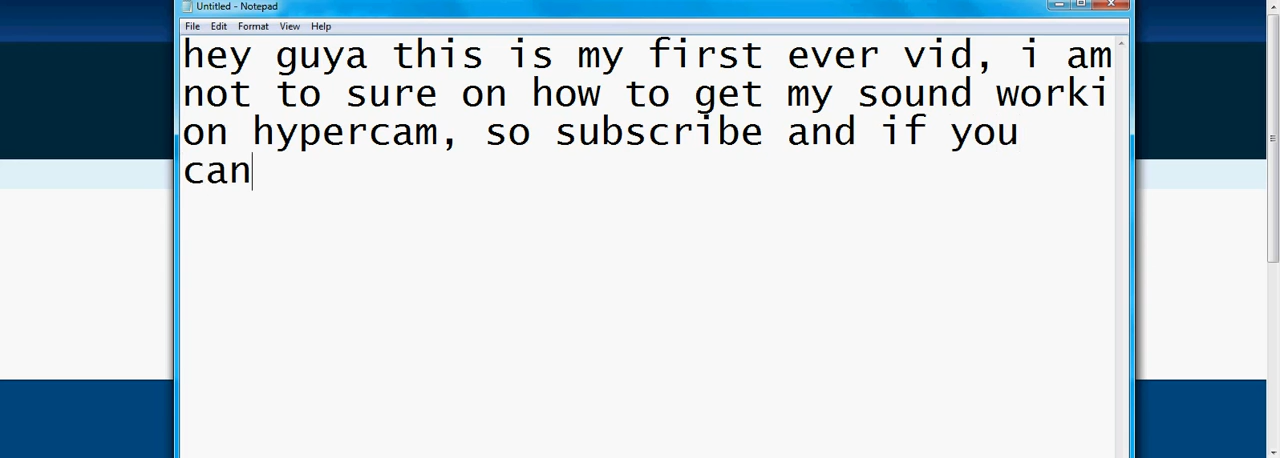 Untitled - Notepad
File Edit Format View Help
hey guya this is my first ever vid, i am
not to sure on how to get my sound worki
on hypercam, so subscribe and if you
can